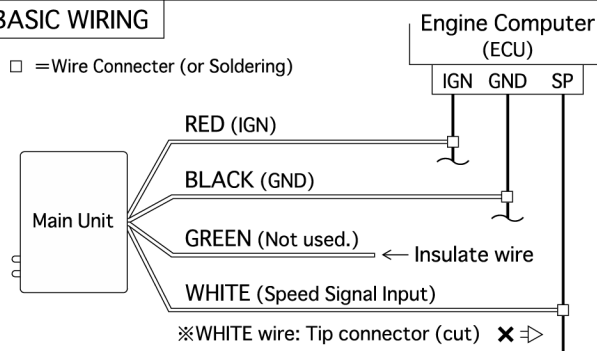 BASIC WIRING
□ =Wire Connecter (or Soldering)
Engine Computer
(ECU)
IGN GND SP
RED (IGN)
BLACK (GND)
Main Unit
GREEN (Not used.) ← Insulate wire
WHITE (Speed Signal Input)
※WHITE wire: Tip connector (cut) ×